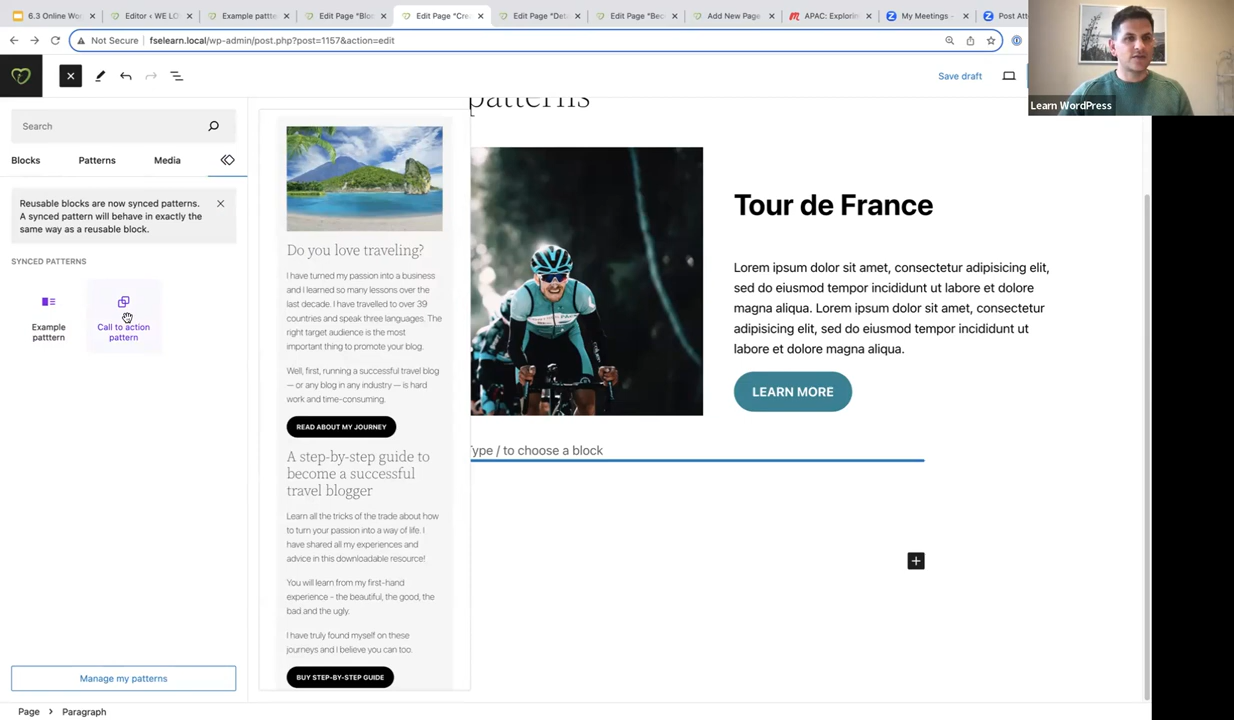 6.3 Online Wor
Editor ‹ WE LO
Example pattte
Edit Page "Bloc
Edit Page "Crea
Edit Page "Deta
Edit Page "Bec
Add New Page
APAC: Explorin
My Meetings -
Post Atte
Not Secure
fselearn.local/wp-admin/post.php?post=1157&action=edit
Save draft
Learn WordPress
Search
Blocks
Patterns
Media
Reusable blocks are now synced patterns.
A synced pattern will behave in exactly the
same way as a reusable block.
SYNCED PATTERNS
Example
patttern
Call to action
pattern
Manage my patterns
Do you love traveling?
I have turned my passion into a business
and I learned so many lessons over the
last decade. I have travelled to over 39
countries and speak three languages. The
right target audience is the most
important thing to promote your blog.
Well, first, running a successful travel blog
— or any blog in any industry — is hard
work and time-consuming.
READ ABOUT MY JOURNEY
A step-by-step guide to
become a successful
travel blogger
Learn all the tricks of the trade about how
to turn your passion into a way of life. I
have shared all my experiences and
advice in this downloadable resource!
You will learn from my first-hand
experience - the beautiful, the good, the
bad and the ugly.
I have truly found myself on these
journeys and I believe you can too.
BUY STEP-BY-STEP GUIDE
patterns
Tour de France
Lorem ipsum dolor sit amet, consectetur adipisicing elit,
sed do eiusmod tempor incididunt ut labore et dolore
magna aliqua. Lorem ipsum dolor sit amet, consectetur
adipisicing elit, sed do eiusmod tempor incididunt ut
labore et dolore magna aliqua.
LEARN MORE
Type / to choose a block
Page > Paragraph